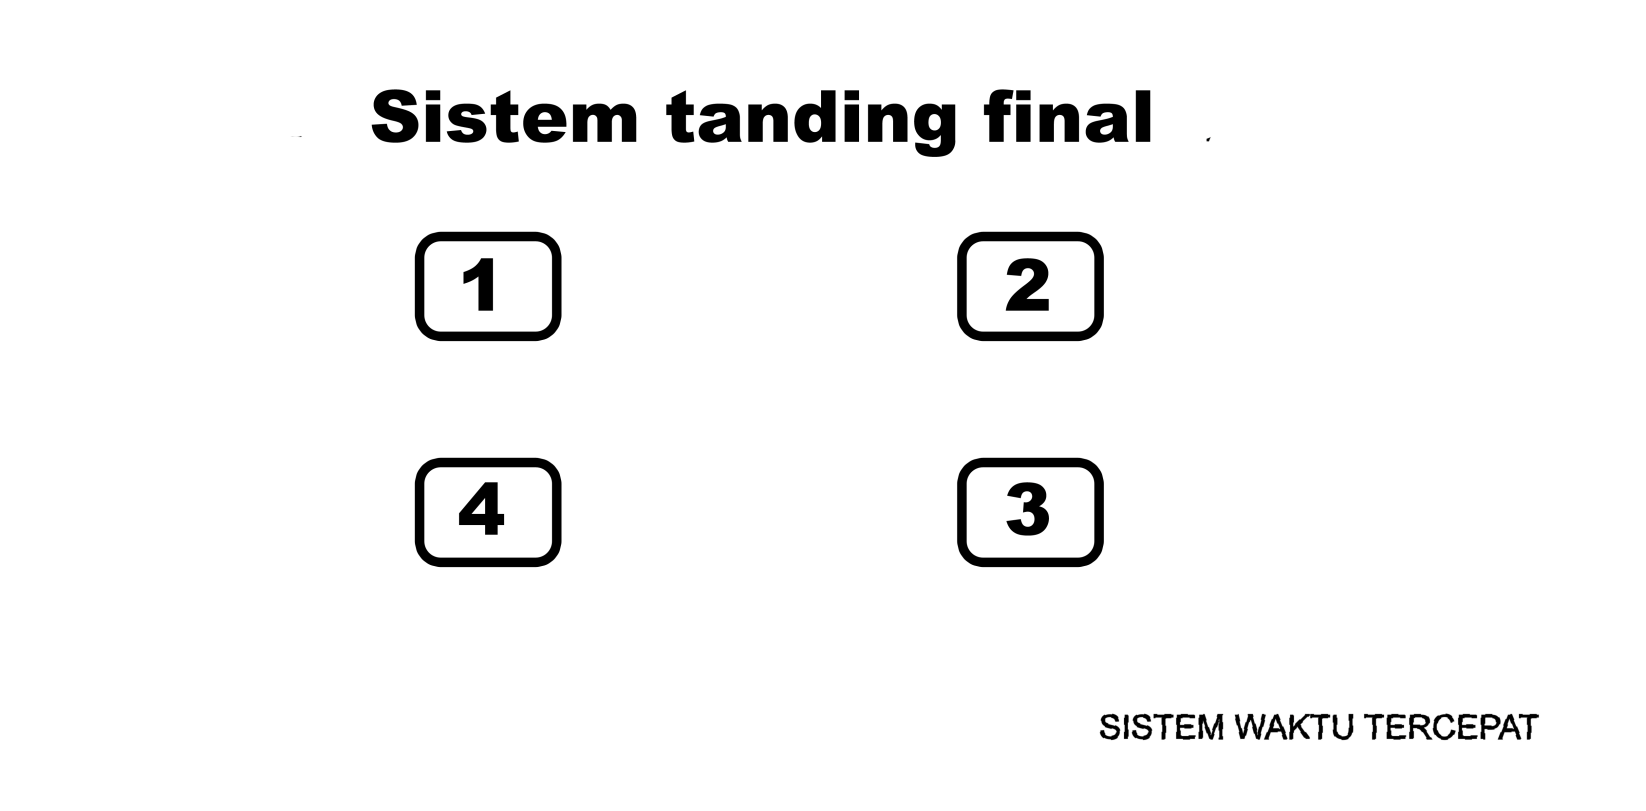 Sistem tanding final
1 2
4 3
SISTEM WAKTU TERCEPAT